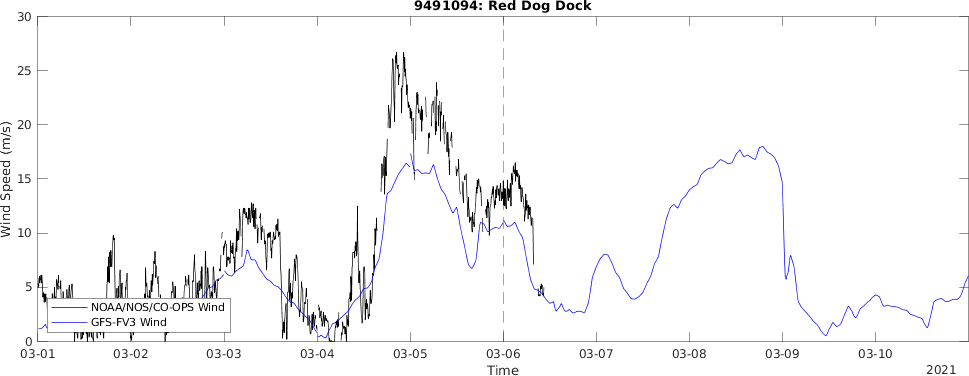 9491094: Red Dog Dock
30
25
20
15
10
5
0
Wind Speed (m/s)
NOAA/NOS/CO-OPS Wind
GFS-FV3 Wind
03-01 03-02 03-03 03-04 03-05 03-06 03-07 03-08 03-09 03-10
Time
2021